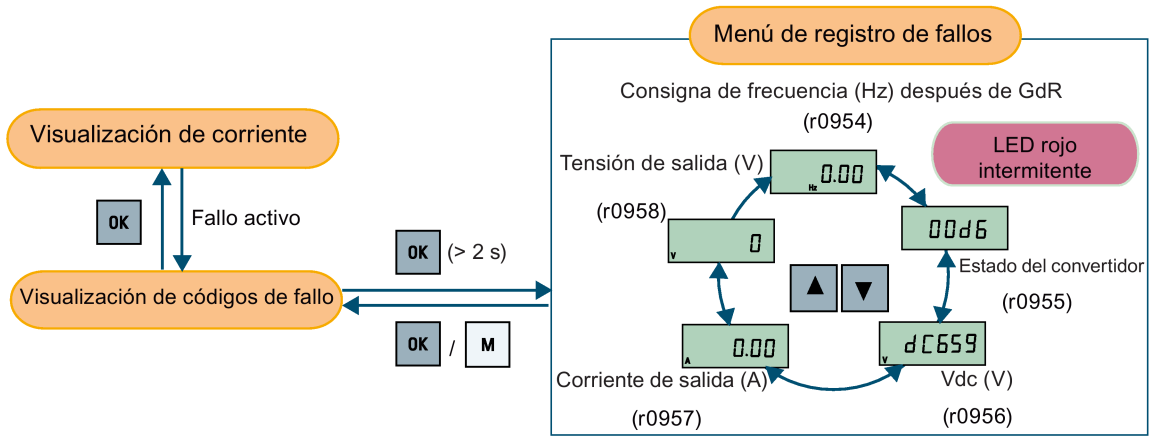 Menú de registro de fallos
Consigna de frecuencia (Hz) después de GdR
(r0954)
Visualización de corriente
LED rojo
intermitente
Tensión de salida (V)
0.00
Hz
(r0958)
OK
Fallo activo
00d6
0
V
OK (> 2 s)
Estado del convertidor
(r0955)
Visualización de códigos de fallo
▲ ▼
OK / M
0.00
A
dC659
V
Corriente de salida (A)
Vdc (V)
(r0957)
(r0956)